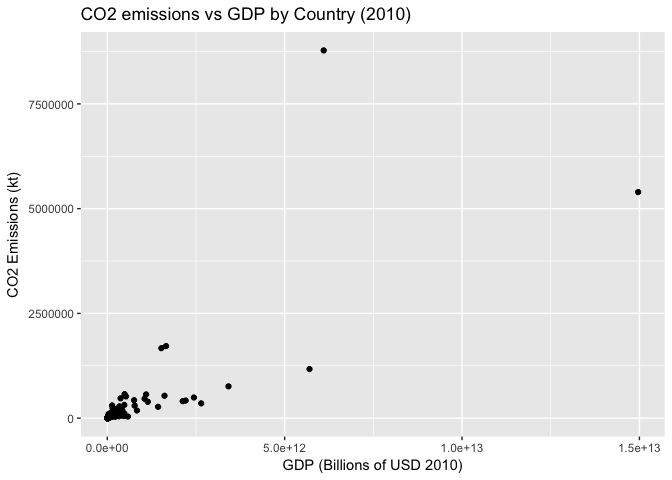 CO2 emissions vs GDP by Country (2010)
7500000
5000000
2500000
0
CO2 Emissions (kt)
0.0e+00
5.0e+12
1.0e+13
1.5e+13
GDP (Billions of USD 2010)